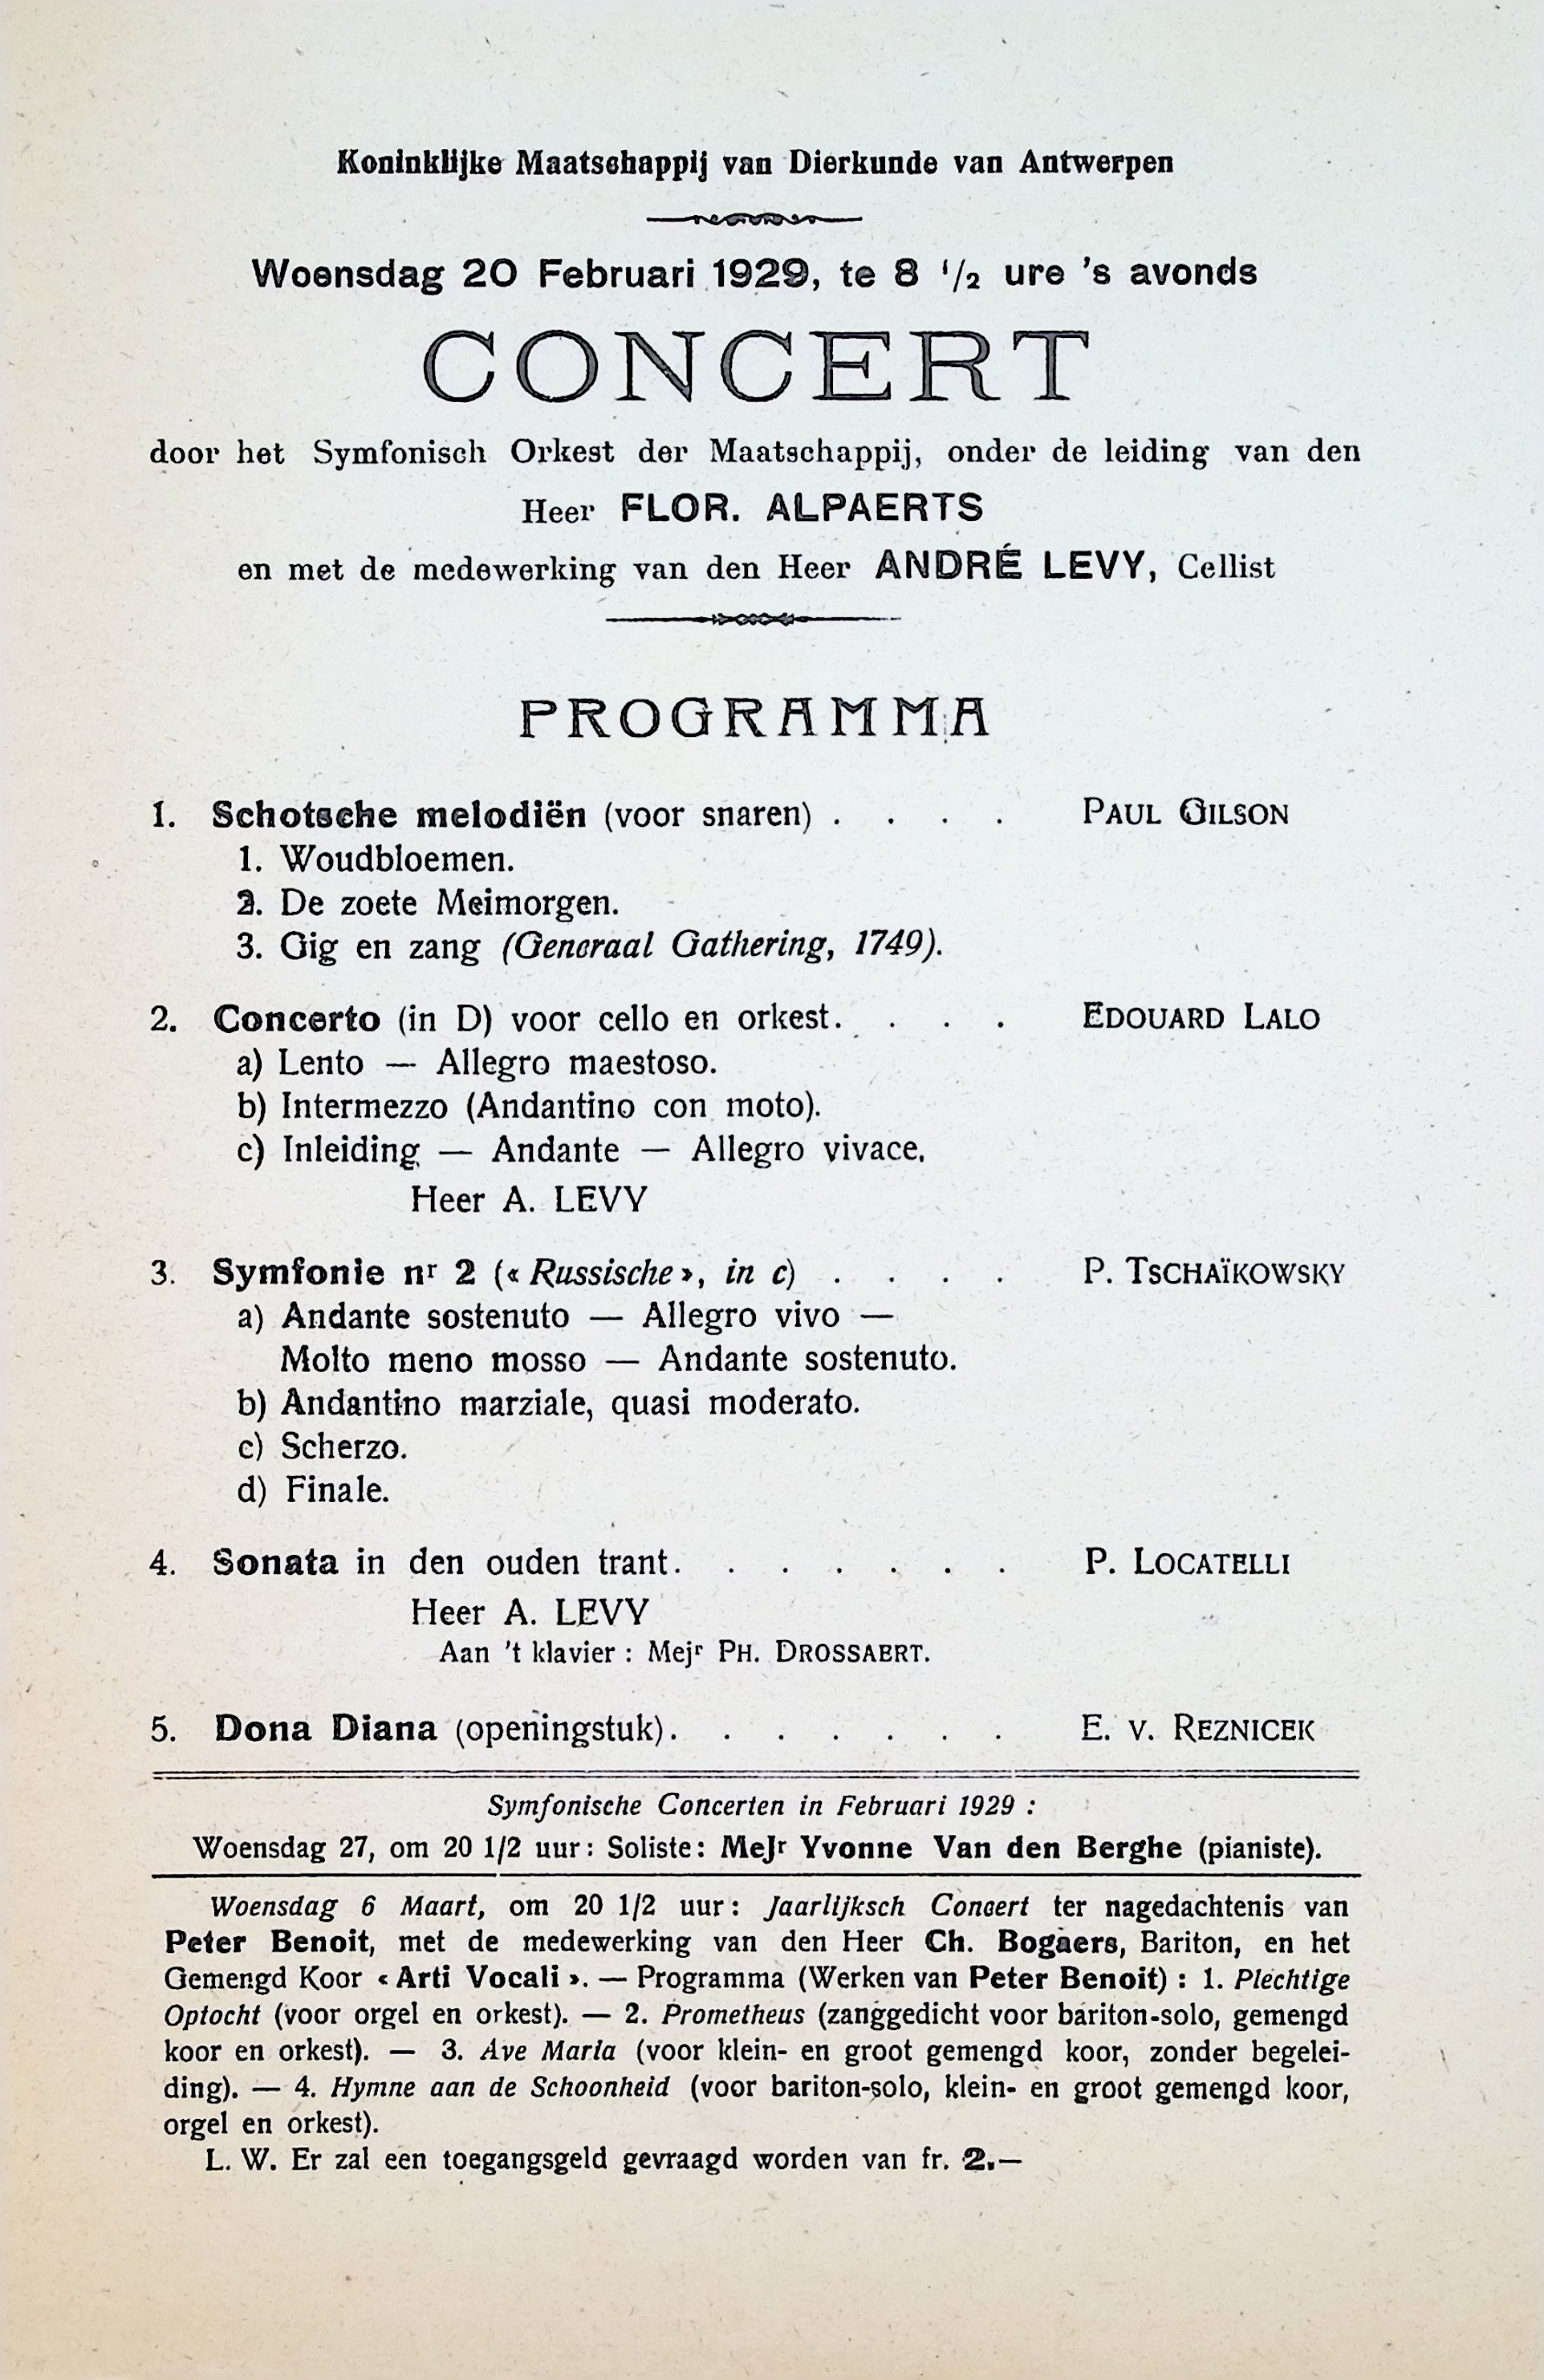 Koninklijke Maatschappij van Dierkunde van Antwerpen
Woensdag 20 Februari 1929, te 8 1/2 ure 's avonds
CONCERT
door het Symfonisch Orkest der Maatschappij, onder de leiding van den
Heer FLOR. ALPAERTS
en met de medewerking van den Heer ANDRÉ LEVY, Cellist
PROGRAMMA
1. Schotsche melodiën (voor snaren) . . . . PAUL GILSON
1. Woudbloemen.
2. De zoete Meimorgen.
3. Gig en zang (Generaal Gathering, 1749).
2. Concerto (in D) voor cello en orkest. . . . EDOUARD LALO
a) Lento — Allegro maestoso.
b) Intermezzo (Andantino con moto).
c) Inleiding — Andante — Allegro vivace.
Heer A. LEVY
3. Symfonie nr 2 (« Russische », in c) . . . . P. TSCHAÏKOWSKY
a) Andante sostenuto — Allegro vivo —
Molto meno mosso — Andante sostenuto.
b) Andantino marziale, quasi moderato.
c) Scherzo.
d) Finale.
4. Sonata in den ouden trant. . . . . . . P. LOCATELLI
Heer A. LEVY
Aan 't klavier : Mejr PH. DROSSAERT.
5. Dona Diana (openingstuk). . . . . . . E. V. REZNICEK
Symfonische Concerten in Februari 1929 :
Woensdag 27, om 20 1/2 uur : Soliste : MeJr Yvonne Van den Berghe (pianiste).
Woensdag 6 Maart, om 20 1/2 uur : Jaarlijksch Concert ter nagedachtenis van
Peter Benoit, met de medewerking van den Heer Ch. Bogaers, Bariton, en het
Gemengd Koor « Arti Vocali ». — Programma (Werken van Peter Benoit) : 1. Plechtige
Optocht (voor orgel en orkest). — 2. Prometheus (zanggedicht voor bariton-solo, gemengd
koor en orkest). — 3. Ave Maria (voor klein- en groot gemengd koor, zonder begelei-
ding). — 4. Hymne aan de Schoonheid (voor bariton-solo, klein- en groot gemengd koor,
orgel en orkest).
L. W. Er zal een toegangsgeld gevraagd worden van fr. 2.—